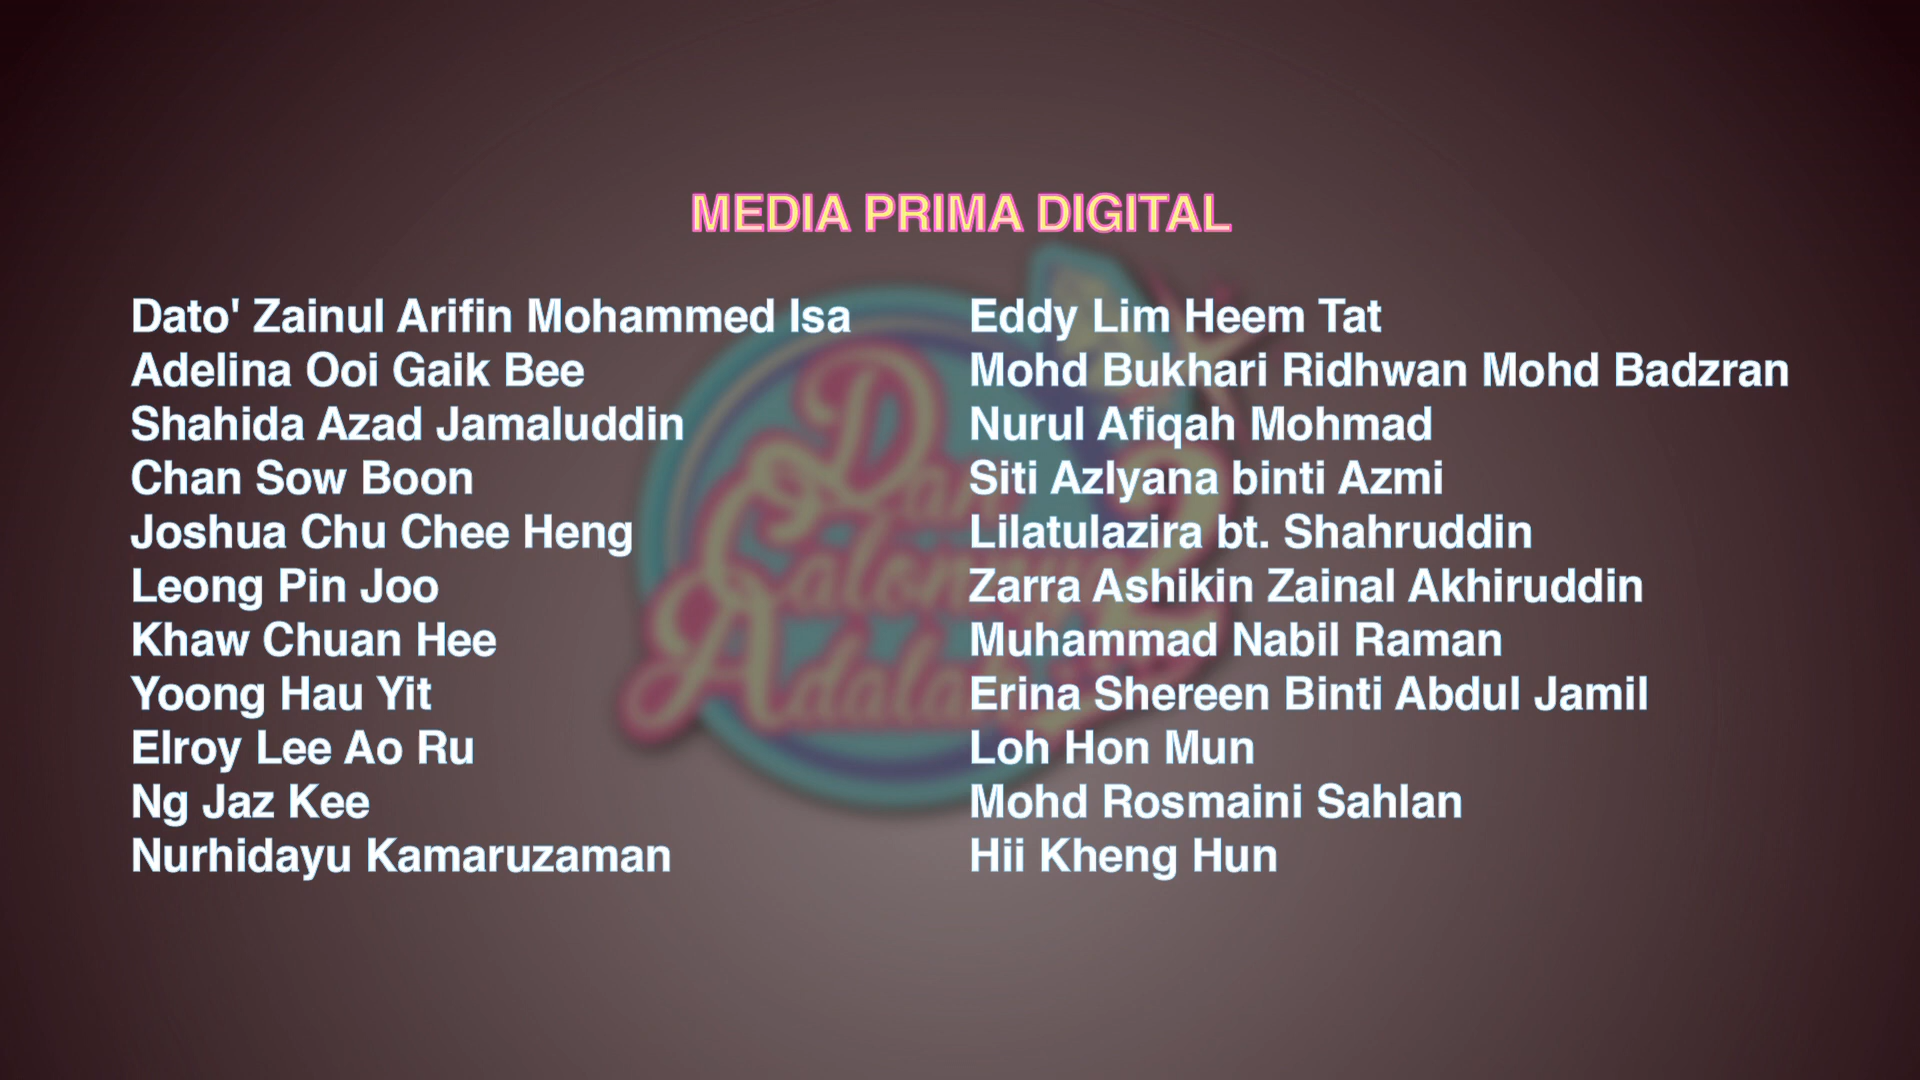 MEDIA PRIMA DIGITAL
Dato' Zainul Arifin Mohammed Isa
Adelina Ooi Gaik Bee
Shahida Azad Jamaluddin
Chan Sow Boon
Joshua Chu Chee Heng
Leong Pin Joo
Khaw Chuan Hee
Yoong Hau Yit
Elroy Lee Ao Ru
Ng Jaz Kee
Nurhidayu Kamaruzaman
Eddy Lim Heem Tat
Mohd Bukhari Ridhwan Mohd Badzran
Nurul Afiqah Mohmad
Siti Azlyana binti Azmi
Lilatulazira bt. Shahruddin
Zarra Ashikin Zainal Akhiruddin
Muhammad Nabil Raman
Erina Shereen Binti Abdul Jamil
Loh Hon Mun
Mohd Rosmaini Sahlan
Hii Kheng Hun
Dan
Calonnya
Adalah
2